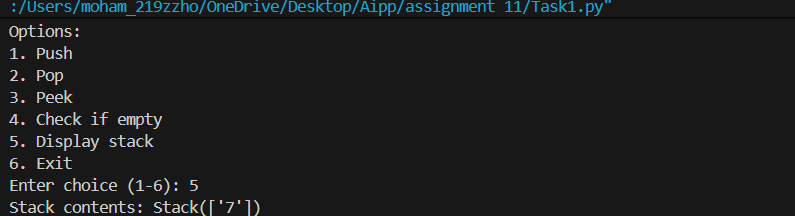 :/Users/moham_219zzho/OneDrive/Desktop/Aipp/assignment 11/Task1.py"
Options:
1. Push
2. Pop
3. Peek
4. Check if empty
5. Display stack
6. Exit
Enter choice (1-6): 5
Stack contents: Stack(['7'])